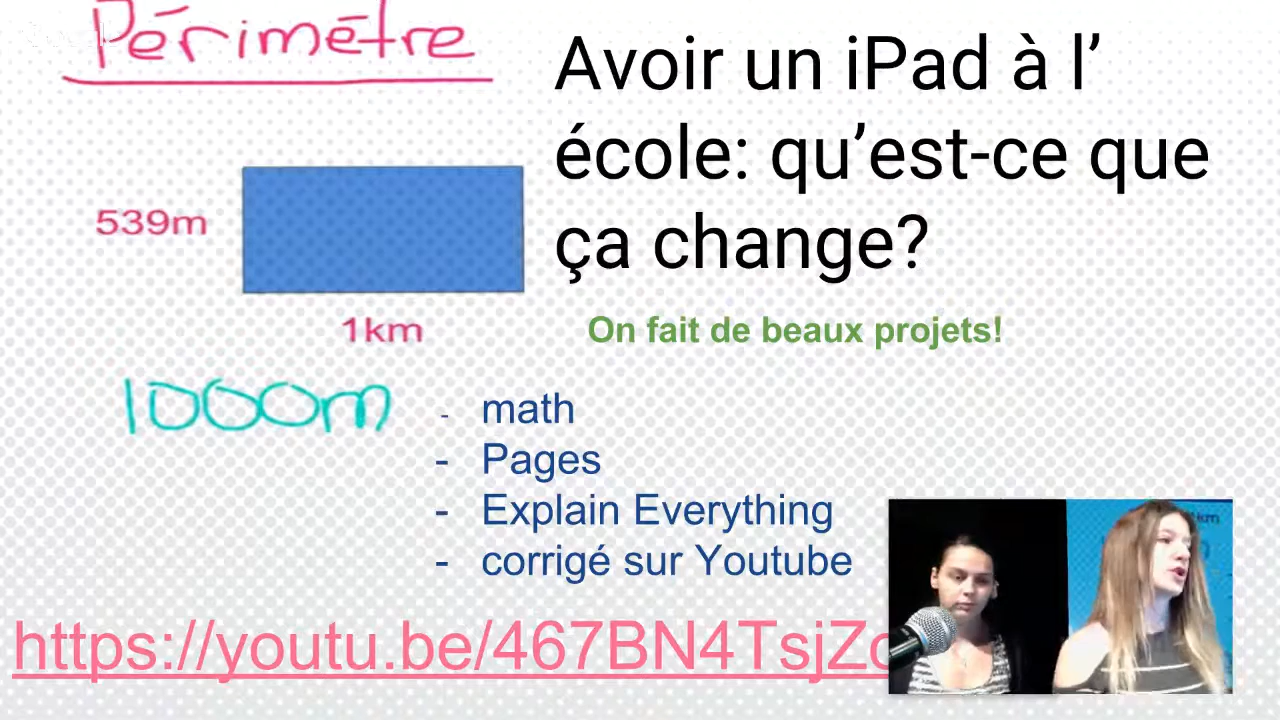 Périmètre
Avoir un iPad à l’
école: qu’est-ce que
ça change?
539m
1km
On fait de beaux projets!
1000m
- math
- Pages
- Explain Everything
- corrigé sur Youtube
https://youtu.be/467BN4TsjZ